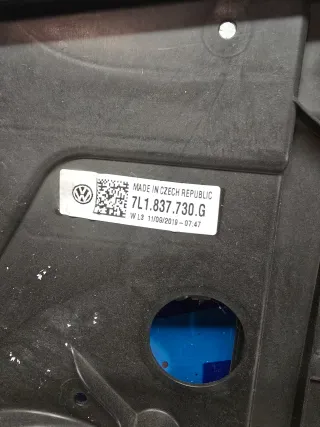 MADE IN CZECH REPUBLIC
7L1.837.730.G
W L3 11/09/2019 - 07:47